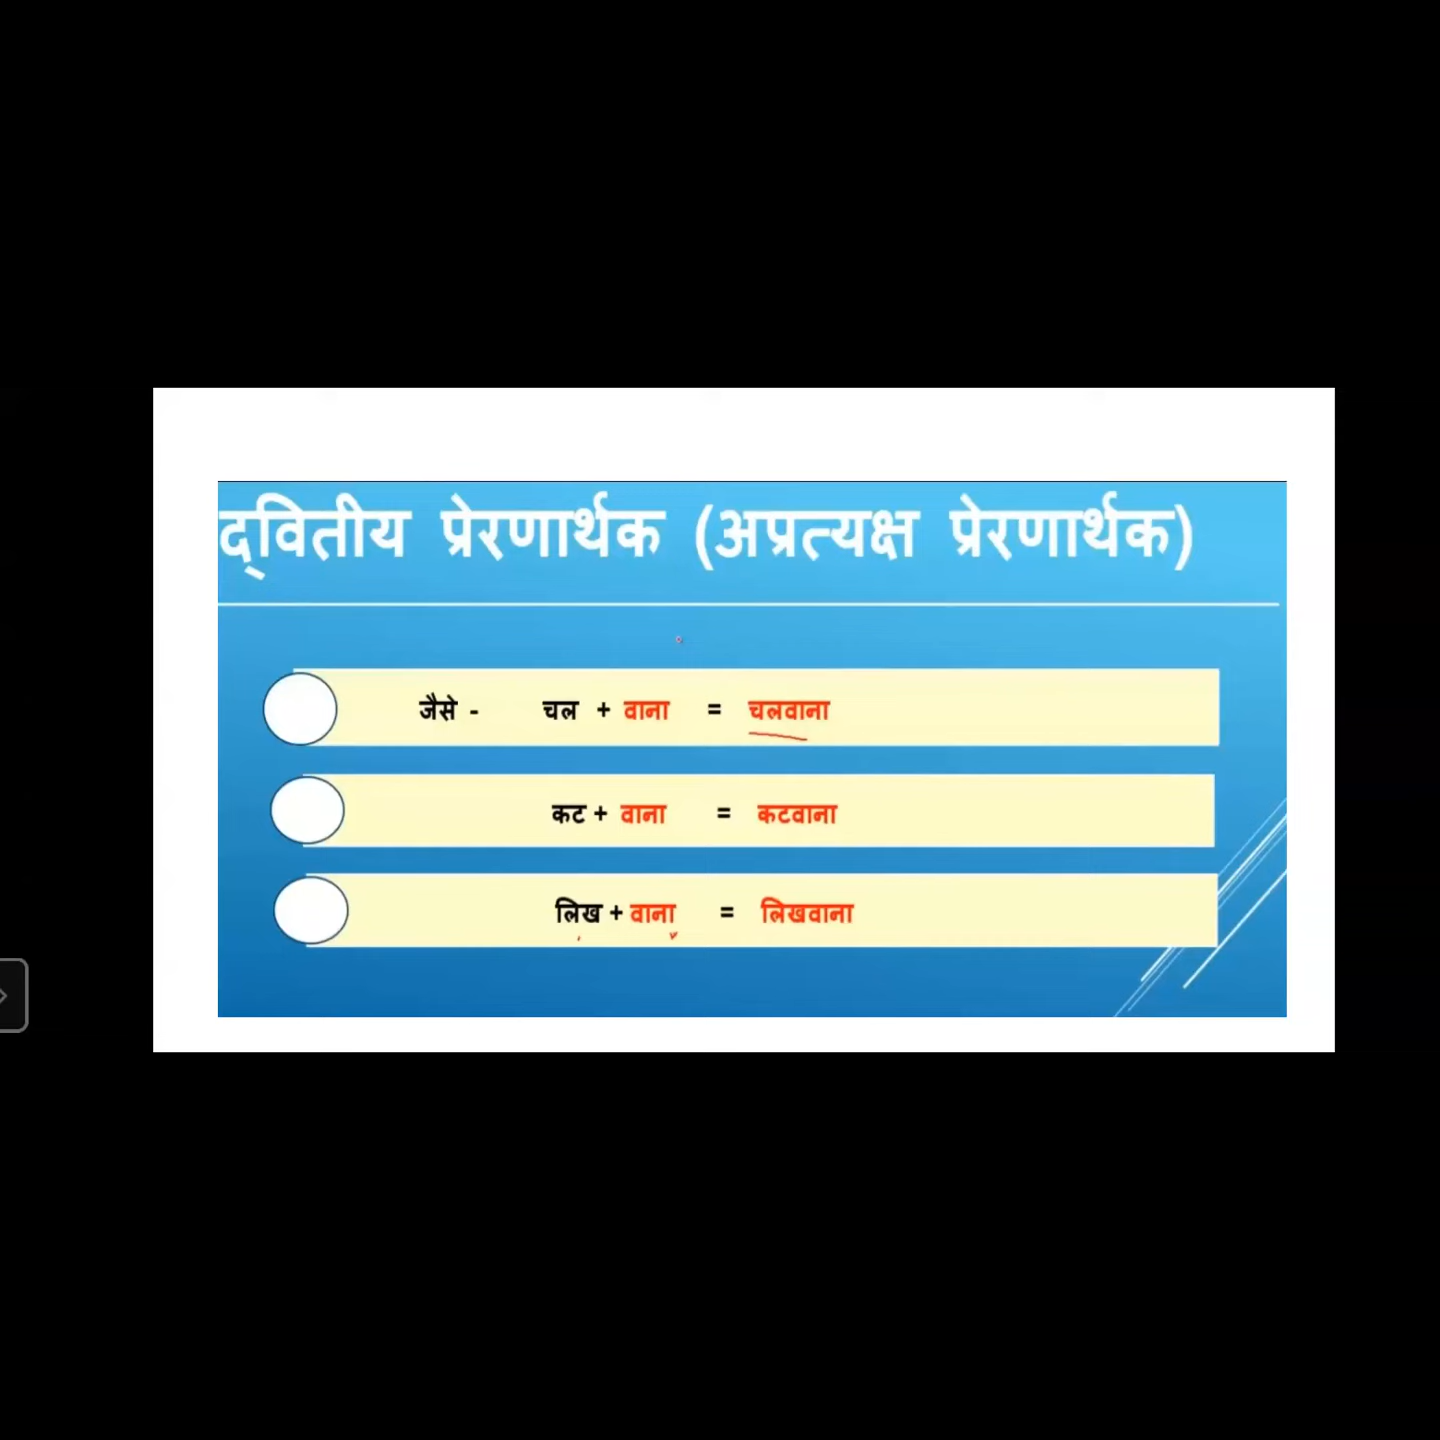 द्‌वितीय प्रेरणार्थक (अप्रत्यक्ष प्रेरणार्थक)
जैसे - चल + वाना = चलवाना
कट + वाना = कटवाना
लिख + वाना = लिखवाना